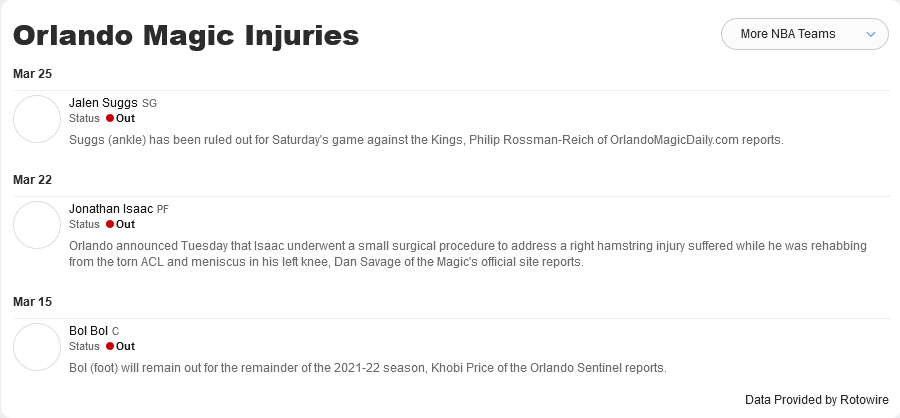 Orlando Magic Injuries
More NBA Teams
Mar 25
Jalen Suggs SG
Status Out
Suggs (ankle) has been ruled out for Saturday's game against the Kings, Philip Rossman-Reich of OrlandoMagicDaily.com reports.
Mar 22
Jonathan Isaac PF
Status Out
Orlando announced Tuesday that Isaac underwent a small surgical procedure to address a right hamstring injury suffered while he was rehabbing
from the torn ACL and meniscus in his left knee, Dan Savage of the Magic's official site reports.
Mar 15
Bol Bol C
Status Out
Bol (foot) will remain out for the remainder of the 2021-22 season, Khobi Price of the Orlando Sentinel reports.
Data Provided by Rotowire